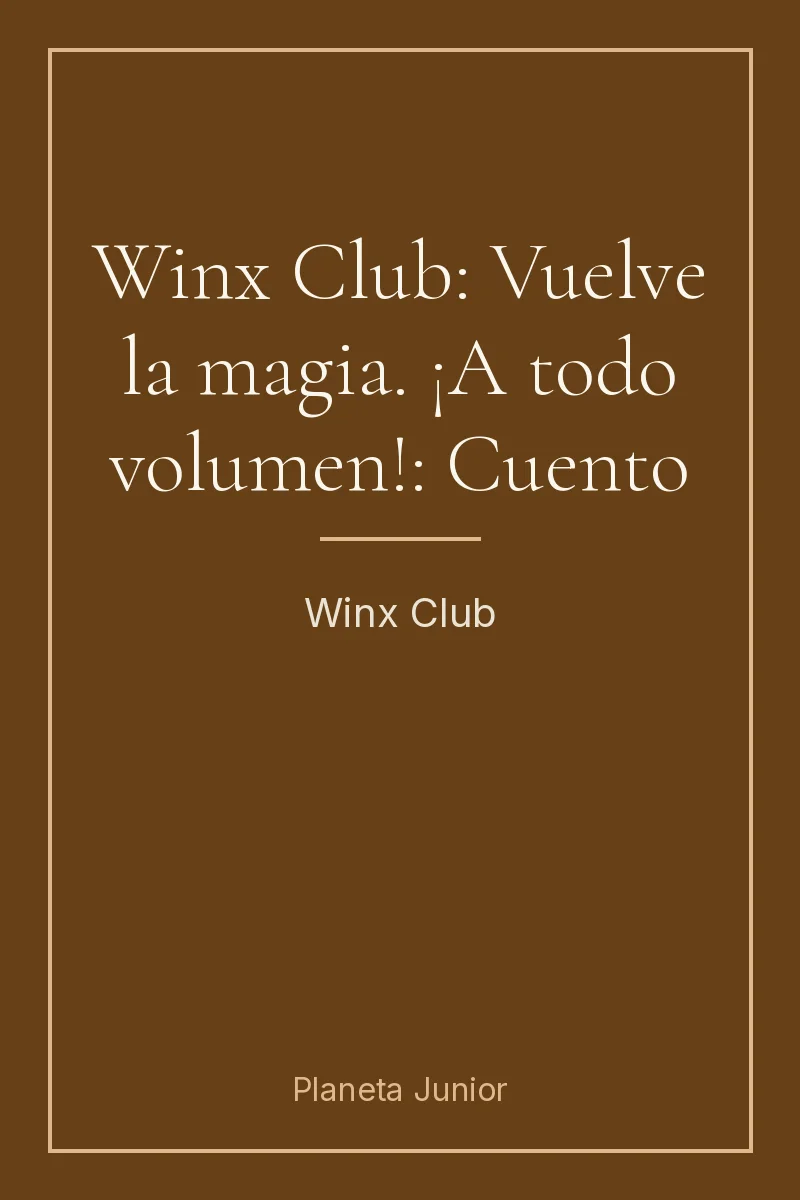 Winx Club: Vuelve
la magia. ¡A todo
volumen!: Cuento
Winx Club
Planeta Junior